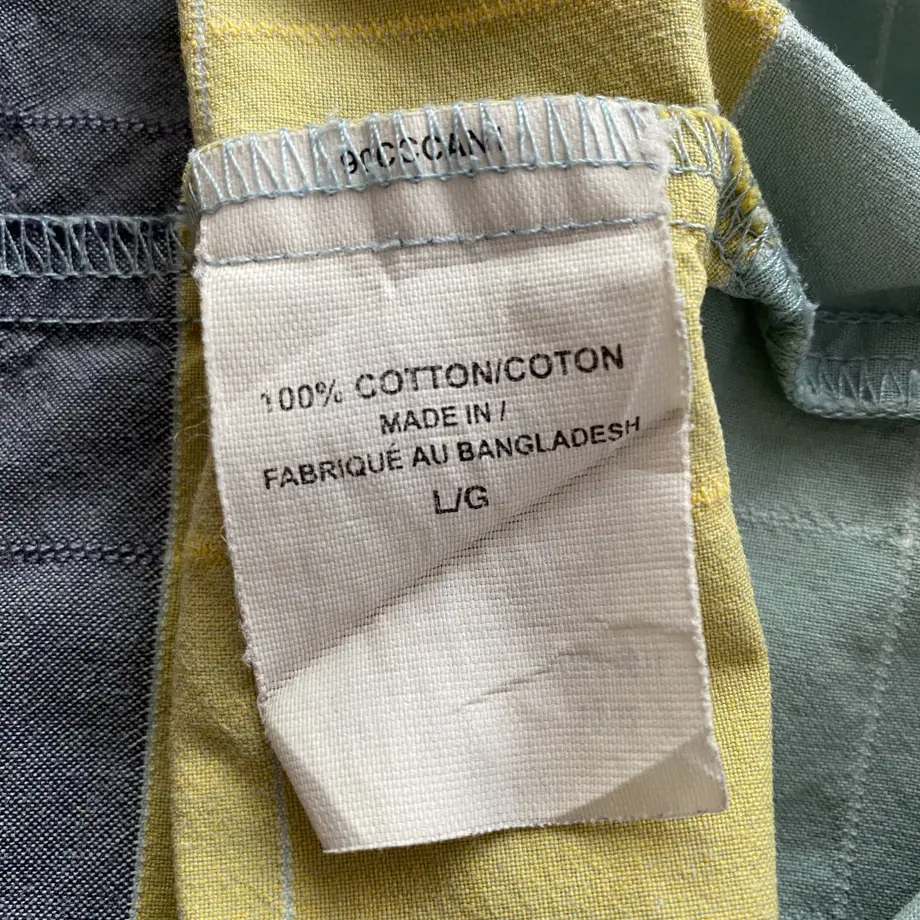 100% COTTON/COTON
MADE IN /
FABRIQUÉ AU BANGLADESH
L/G